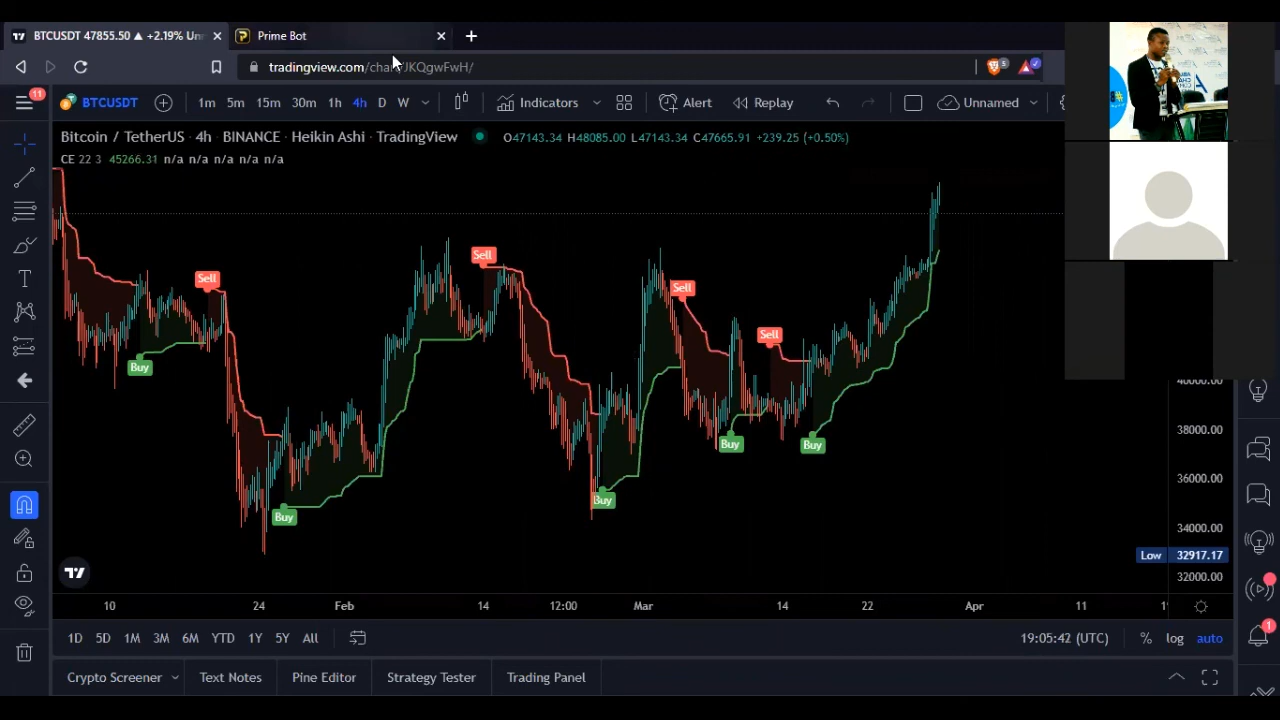 BTCUSDT 47855.50 ▲ +2.19% Un
Prime Bot
tradingview.com/cha JKQgwFwH/
11
BTCUSDT 1m 5m 15m 30m 1h 4h D W Indicators Alert Replay Unnamed
Bitcoin / TetherUS · 4h · BINANCE · Heikin Ashi · TradingView O47143.34 H48085.00 L47143.34 C47665.91 +239.25 (+0.50%)
CE 22 3 45266.31 n/a n/a n/a n/a n/a
Sell
Sell
Sell
Sell
Buy
Buy
Buy
Buy
Buy
40000.00
38000.00
36000.00
34000.00
Low 32917.17
32000.00
10 24 Feb 14 12:00 Mar 14 22 Apr 11
1D 5D 1M 3M 6M YTD 1Y 5Y All 19:05:42 (UTC) % log auto
1
Crypto Screener Text Notes Pine Editor Strategy Tester Trading Panel